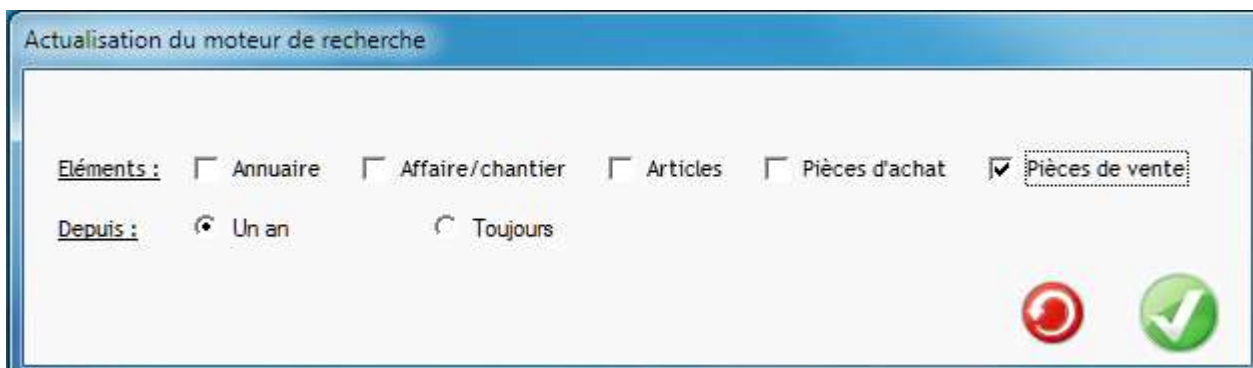 Actualisation du moteur de recherche
Eléments : Annuaire Affaire/chantier Articles Pièces d'achat Pièces de vente
Depuis : Un an Toujours